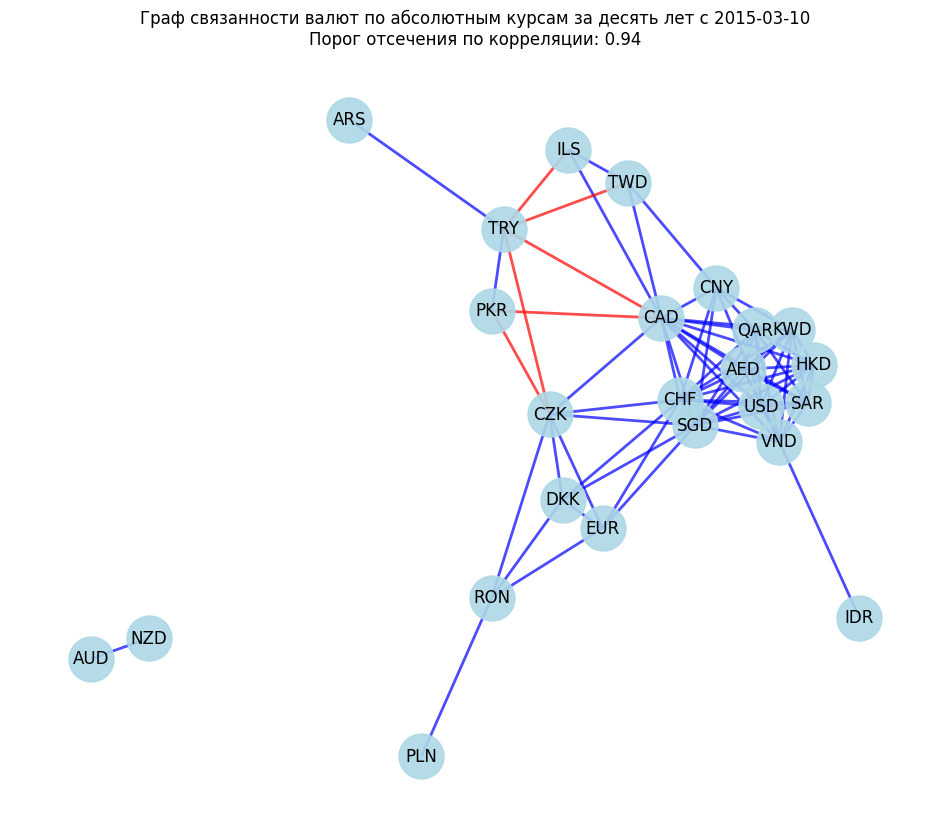 Граф связанности валют по абсолютным курсам за десять лет с 2015-03-10
Порог отсечения по корреляции: 0.94
ARS
ILS
TWD
TRY
CNY
PKR
CAD
QAR
KWD
HKD
AED
CHF
USD
SAR
CZK
SGD
VND
DKK
EUR
RON
IDR
NZD
AUD
PLN